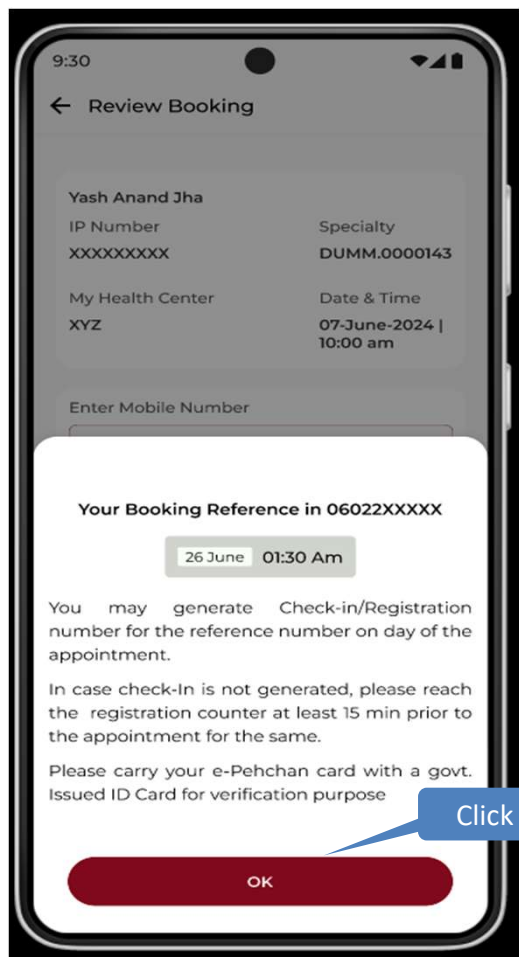 9:30
Review Booking
Yash Anand Jha
IP Number Specialty
XXXXXXXXX DUMM.0000143
My Health Center Date & Time
XYZ 07-June-2024 |
10:00 am
Enter Mobile Number
Your Booking Reference in 06022XXXXX
26 June 01:30 Am
You may generate Check-in/Registration
number for the reference number on day of the
appointment.
In case check-In is not generated, please reach
the registration counter at least 15 min prior to
the appointment for the same.
Please carry your e-Pehchan card with a govt.
Issued ID Card for verification purpose
Click
OK